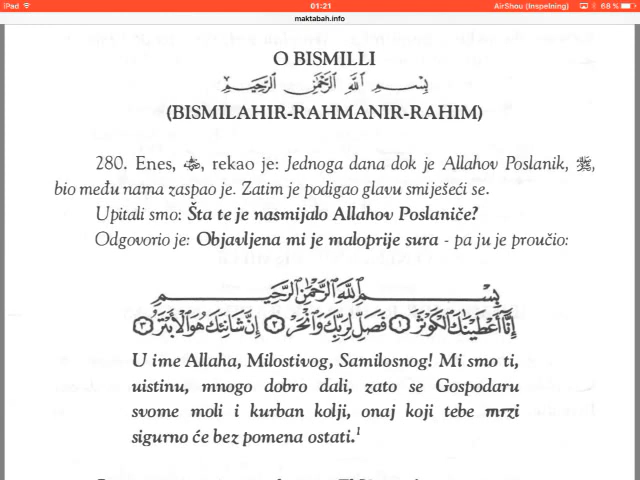 iPad 01:21 AirShou (Inspelning) 68 %
maktabah.info
O BISMILLI
بِسْمِ اللَّهِ الرَّحْمَٰنِ الرَّحِيمِ
(BISMILAHIR-RAHMANIR-RAHIM)
280. Enes, , rekao je: Jednoga dana dok je Allahov Poslanik, ﷺ,
bio među nama zaspao je. Zatim je podigao glavu smiješeći se.
Upitali smo: Šta te je nasmijalo Allahov Poslaniče?
Odgovorio je: Objavljena mi je maloprije sura - pa ju je proučio:
بِسْمِ اللَّهِ الرَّحْمَٰنِ الرَّحِيمِ
إِنَّا أَعْطَيْنَاكَ الْكَوْثَرَ ١ فَصَلِّ لِرَبِّكَ وَانْحَرْ ٢ إِنَّ شَانِئَكَ هُوَ الْأَبْتَرُ ٣
U ime Allaha, Milostivog, Samilosnog! Mi smo ti,
uistinu, mnogo dobro dali, zato se Gospodaru
svome moli i kurban kolji, onaj koji tebe mrzi
sigurno će bez pomena ostati.¹